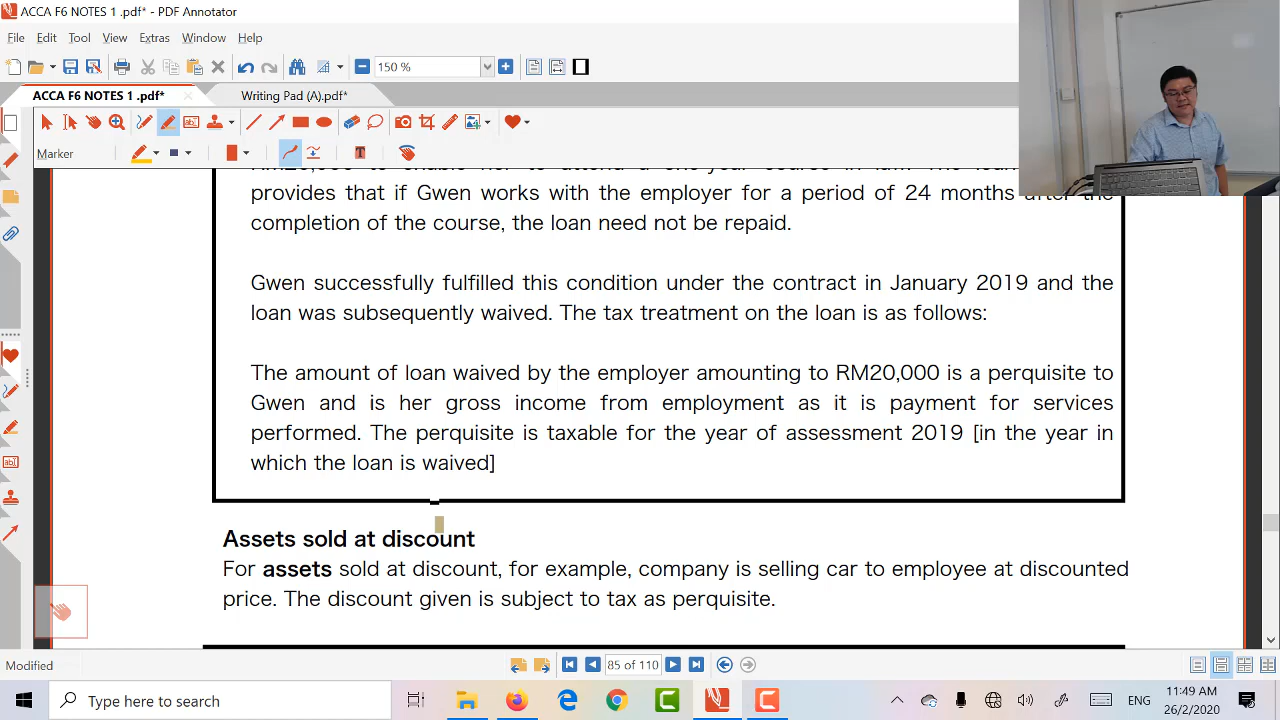 ACCA F6 NOTES 1 .pdf* - PDF Annotator
File Edit Tool View Extras Window Help
150 %
ACCA F6 NOTES 1 .pdf*
Writing Pad (A).pdf*
Marker
provides that if Gwen works with the employer for a period of 24 months after the
completion of the course, the loan need not be repaid.
Gwen successfully fulfilled this condition under the contract in January 2019 and the
loan was subsequently waived. The tax treatment on the loan is as follows:
The amount of loan waived by the employer amounting to RM20,000 is a perquisite to
Gwen and is her gross income from employment as it is payment for services
performed. The perquisite is taxable for the year of assessment 2019 [in the year in
which the loan is waived]
Assets sold at discount
For assets sold at discount, for example, company is selling car to employee at discounted
price. The discount given is subject to tax as perquisite.
Modified
85 of 110
Type here to search
ENG
11:49 AM
26/2/2020